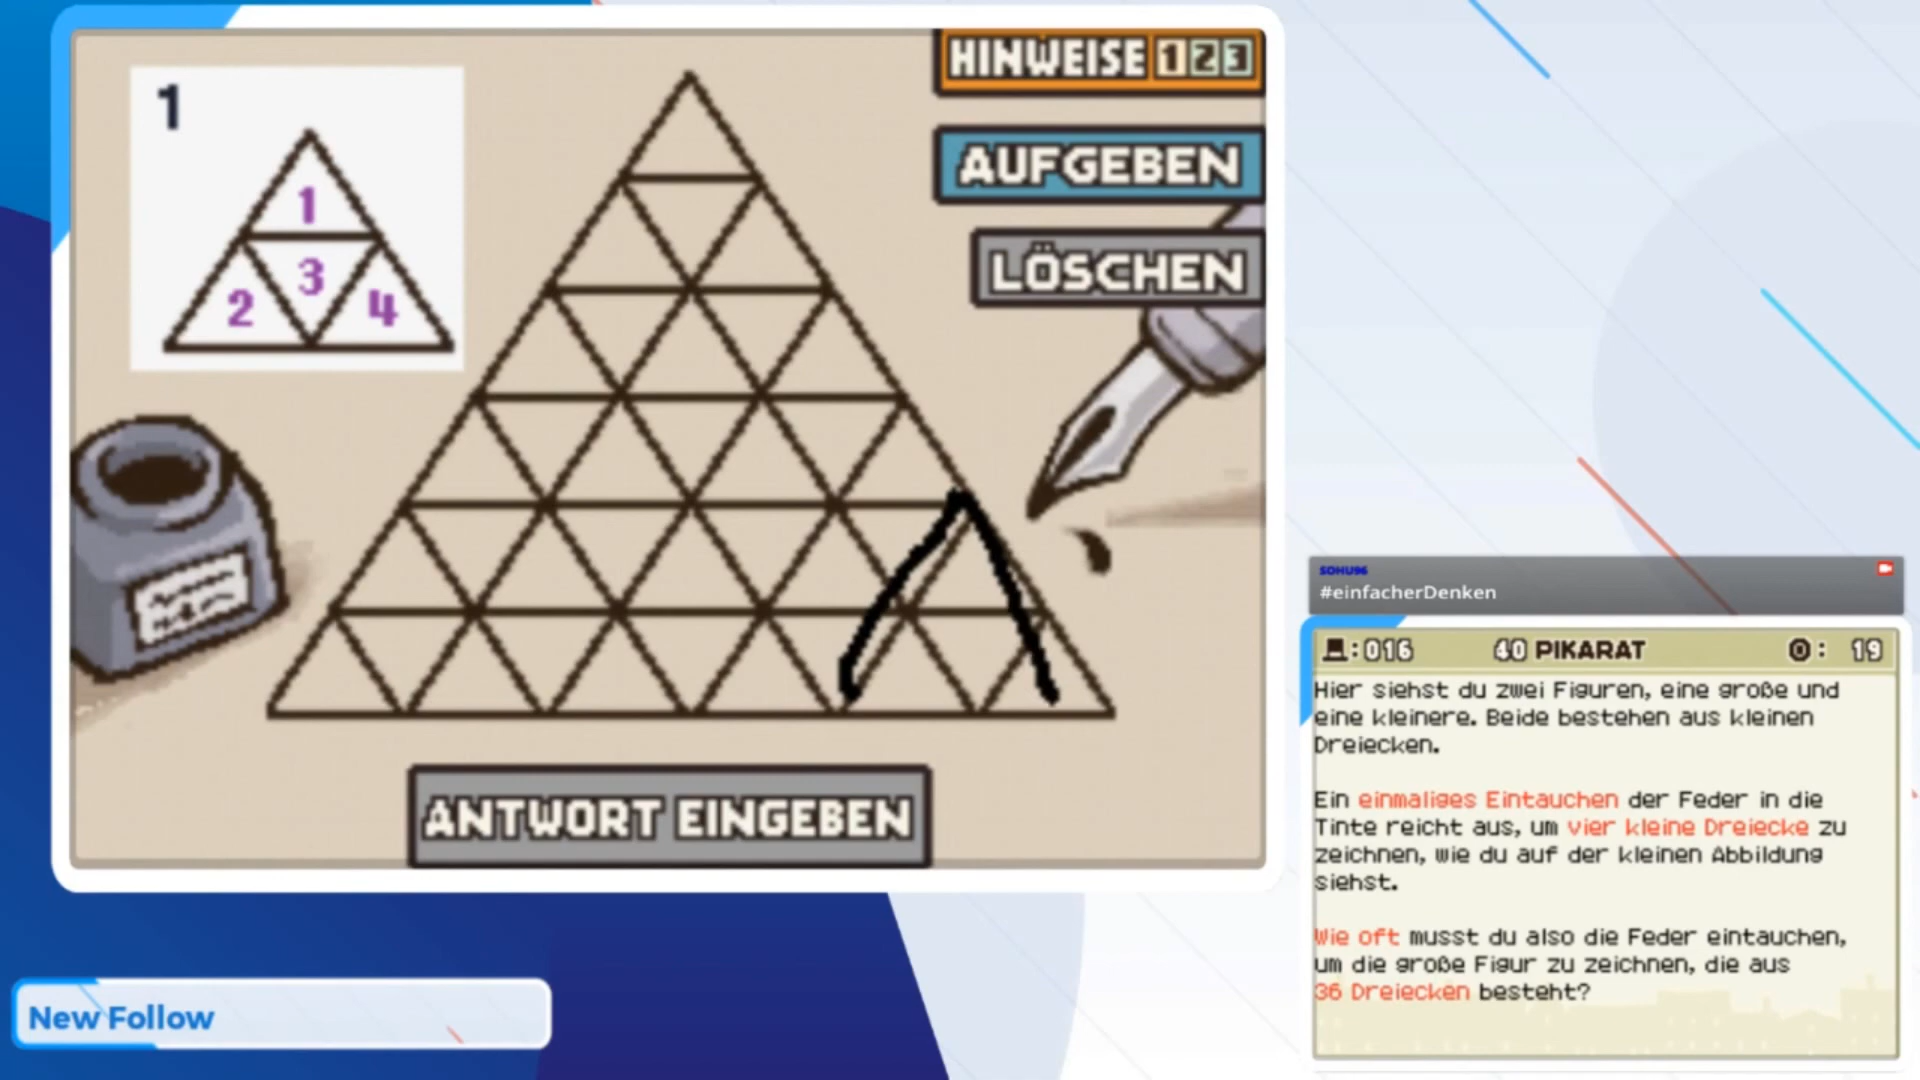 1
1
2
3
4
HINWEISE 123
AUFGEBEN
LÖSCHEN
ANTWORT EINGEBEN
New Follow
SOHU96
#einfacherDenken
:016 40 PIKARAT : 19
Hier siehst du zwei Figuren, eine große und
eine kleinere. Beide bestehen aus kleinen
Dreiecken.
Ein einmaliges Eintauchen der Feder in die
Tinte reicht aus, um vier kleine Dreiecke zu
zeichnen, wie du auf der kleinen Abbildung
siehst.
Wie oft musst du also die Feder eintauchen,
um die große Figur zu zeichnen, die aus
36 Dreiecken besteht?